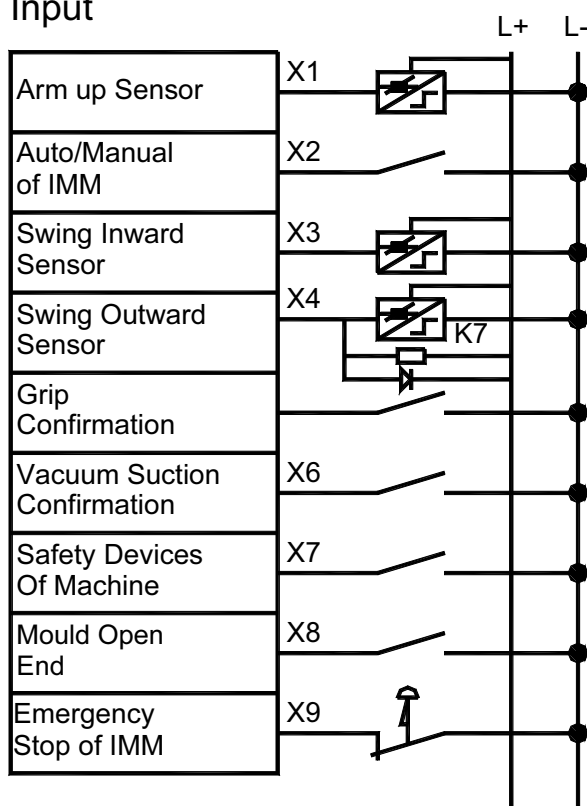 Input
L+ L-
Arm up Sensor X1
Auto/Manual X2
of IMM
Swing Inward X3
Sensor
Swing Outward X4
Sensor K7
Grip
Confirmation
Vacuum Suction X6
Confirmation
Safety Devices X7
Of Machine
Mould Open X8
End
Emergency X9
Stop of IMM